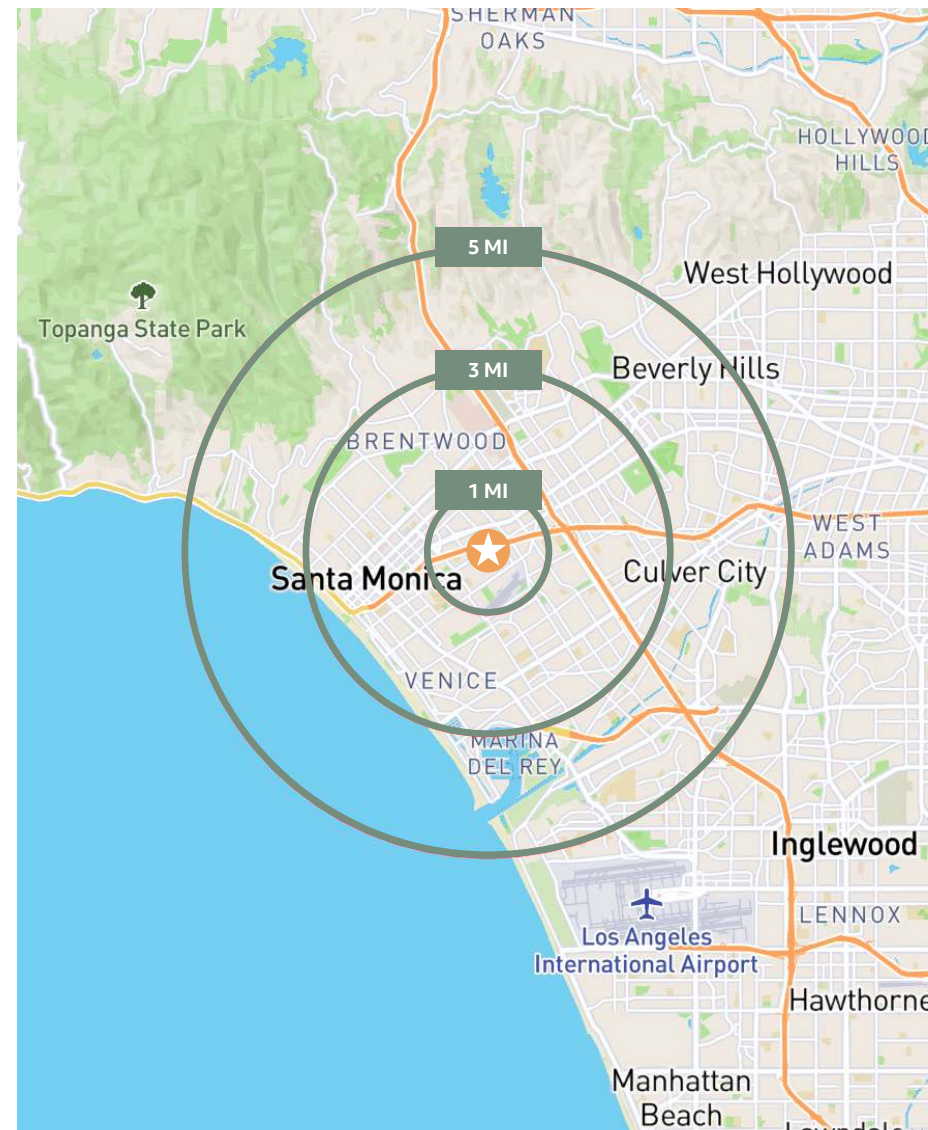 SHERMAN
OAKS
HOLLYWOOD
HILLS
5 MI
West Hollywood
Topanga State Park
3 MI
Beverly Hills
BRENTWOOD
1 MI
WEST
ADAMS
Santa Monica
Culver City
VENICE
MARINA
DEL REY
Inglewood
LENNOX
Los Angeles
International Airport
Hawthorne
Manhattan
Beach
Lawndale